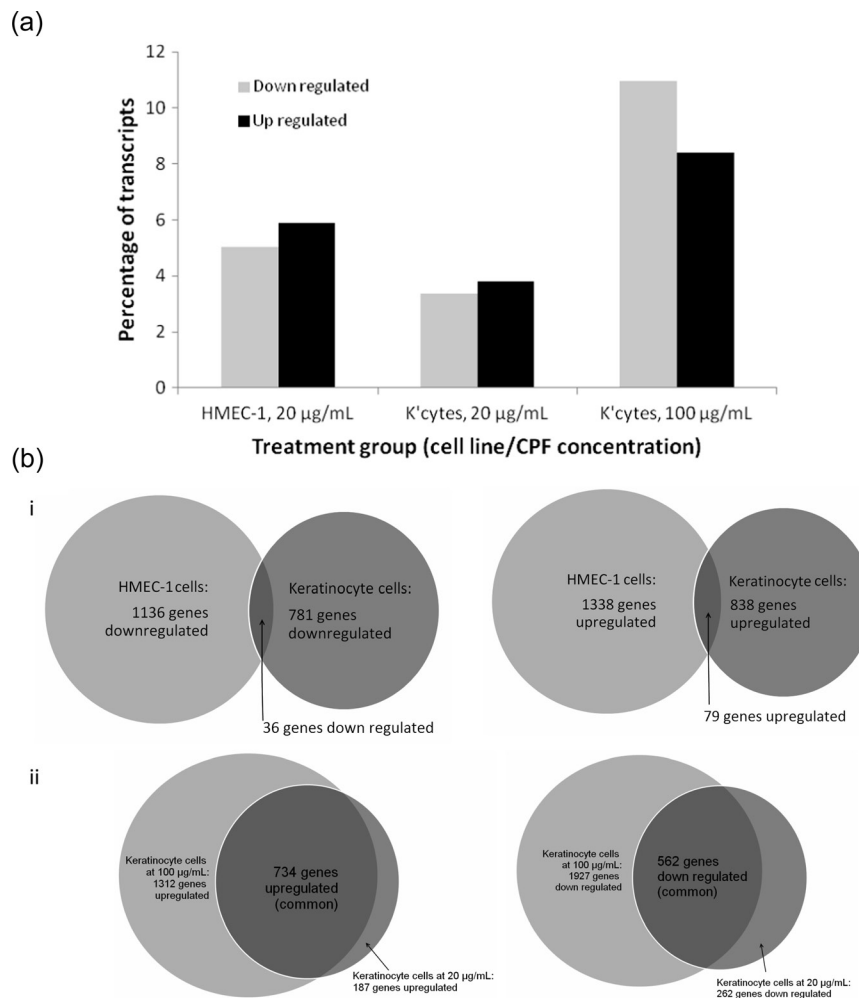 (a)
12
10
8
6
4
2
0
Percentage of transcripts
Down regulated
Up regulated
HMEC-1, 20 µg/mL
K'cytes, 20 µg/mL
K'cytes, 100 µg/mL
Treatment group (cell line/CPF concentration)
(b)
i
HMEC-1 cells:
1136 genes
downregulated
Keratinocyte cells:
781 genes
downregulated
36 genes down regulated
HMEC-1 cells:
1338 genes
upregulated
Keratinocyte cells:
838 genes
upregulated
79 genes upregulated
ii
Keratinocyte cells
at 100 µg/mL:
1312 genes
upregulated
734 genes
upregulated
(common)
Keratinocyte cells at 20 µg/mL:
187 genes upregulated
Keratinocyte cells
at 100 µg/mL:
1927 genes
down regulated
562 genes
down regulated
(common)
Keratinocyte cells at 20 µg/mL:
262 genes down regulated